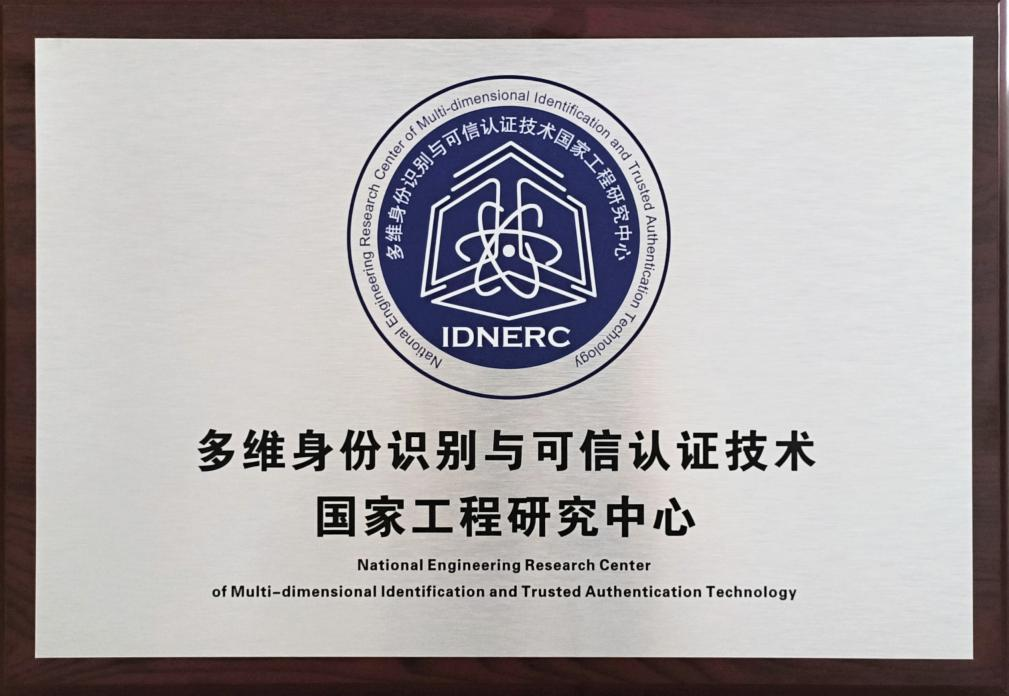 National Engineering Research Center of Multi-dimensional Identification and Trusted Authentication Technology
多维身份识别与可信认证技术国家工程研究中心
IDNERC
多维身份识别与可信认证技术
国家工程研究中心
National Engineering Research Center
of Multi-dimensional Identification and Trusted Authentication Technology